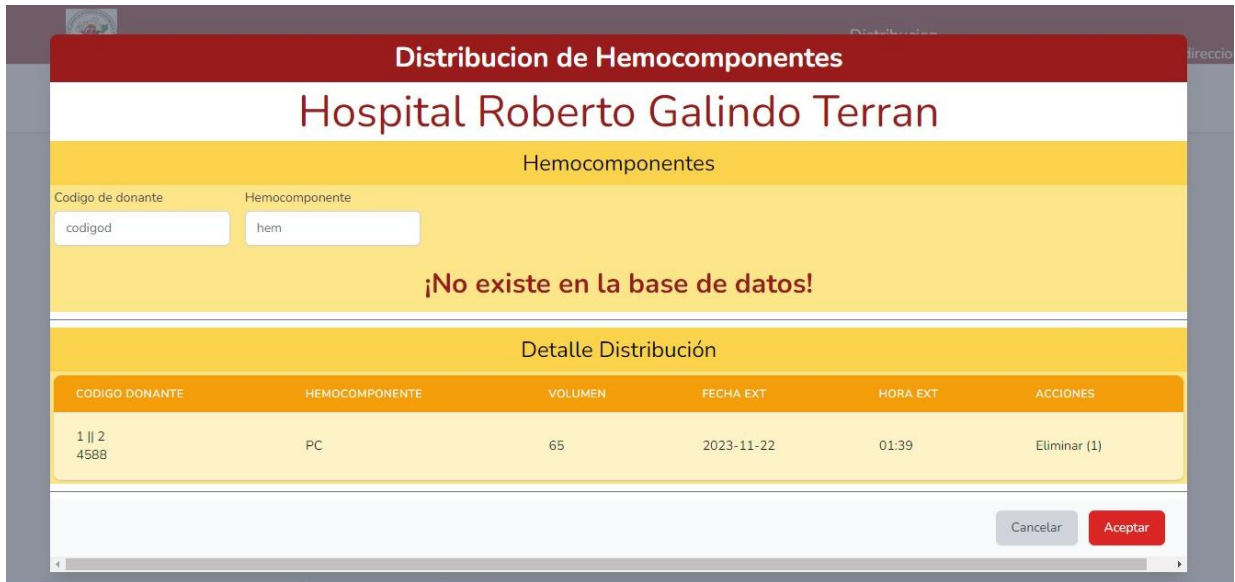 Distribucion
Distribucion de Hemocomponentes
Hospital Roberto Galindo Terran
Hemocomponentes
Codigo de donante Hemocomponente
codigod hem
¡No existe en la base de datos!
Detalle Distribución
CODIGO DONANTE HEMOCOMPONENTE VOLUMEN FECHA EXT HORA EXT ACCIONES
1 || 2
4588 PC 65 2023-11-22 01:39 Eliminar (1)
Cancelar Aceptar